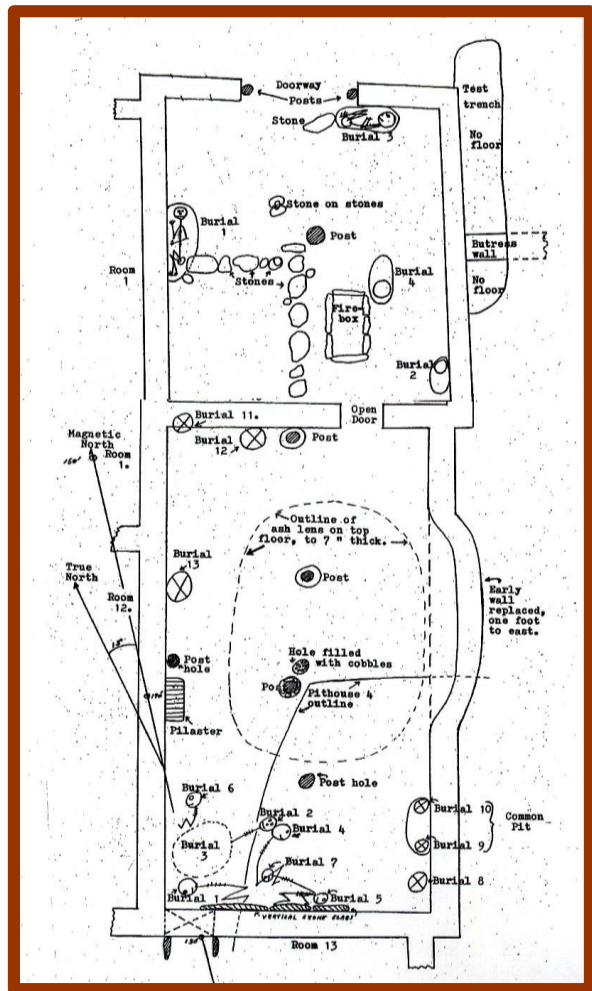 Doorway
Posts
Test
trench
No
floor
Stone
Burial 3
Stone on stones
Burial
1
Post
Butress
wall
Room
1
Stones
Burial
4
No
floor
Fire-
box
Burial
2
Open
Door
Burial 11.
Burial
12
Post
Magnetic
North
Room
1.
Outline of
ash lens on top
floor, to 7 " thick.
Burial
13
True
North
Room
12.
Post
Early
wall
replaced,
one foot
to east.
15°
Post
hole
Hole filled
with cobbles
Post
Pithouse 4
outline
Pilaster
Burial 6
Post hole
Burial 2
Burial 4
Burial 10
Common
Pit
Burial
3
Burial 9
Burial 7
Burial 8
Burial 1
Burial 5
VERTICAL STONE SLABS
Room 13